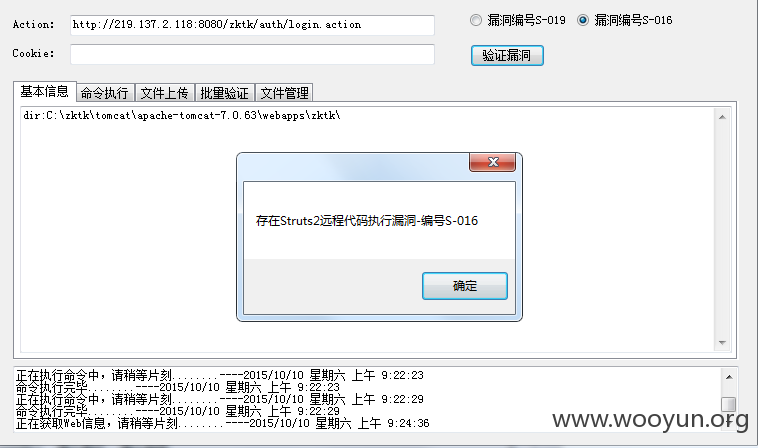 Action: http://219.137.2.118:8080/zktk/auth/login.action 漏洞编号S-019 漏洞编号S-016
Cookie: 验证漏洞
基本信息 命令执行 文件上传 批量验证 文件管理
dir:C:\zktk\tomcat\apache-tomcat-7.0.63\webapps\zktk\
存在Struts2远程代码执行漏洞-编号S-016
确定
正在执行命令中，请稍等片刻........----2015/10/10 星期六 上午 9:22:23
命令执行完毕........----2015/10/10 星期六 上午 9:22:23
正在执行命令中，请稍等片刻........----2015/10/10 星期六 上午 9:22:29
命令执行完毕........----2015/10/10 星期六 上午 9:22:29
正在获取Web信息，请稍等片刻........----2015/10/10 星期六 上午 9:24:36
www.wooyun.org